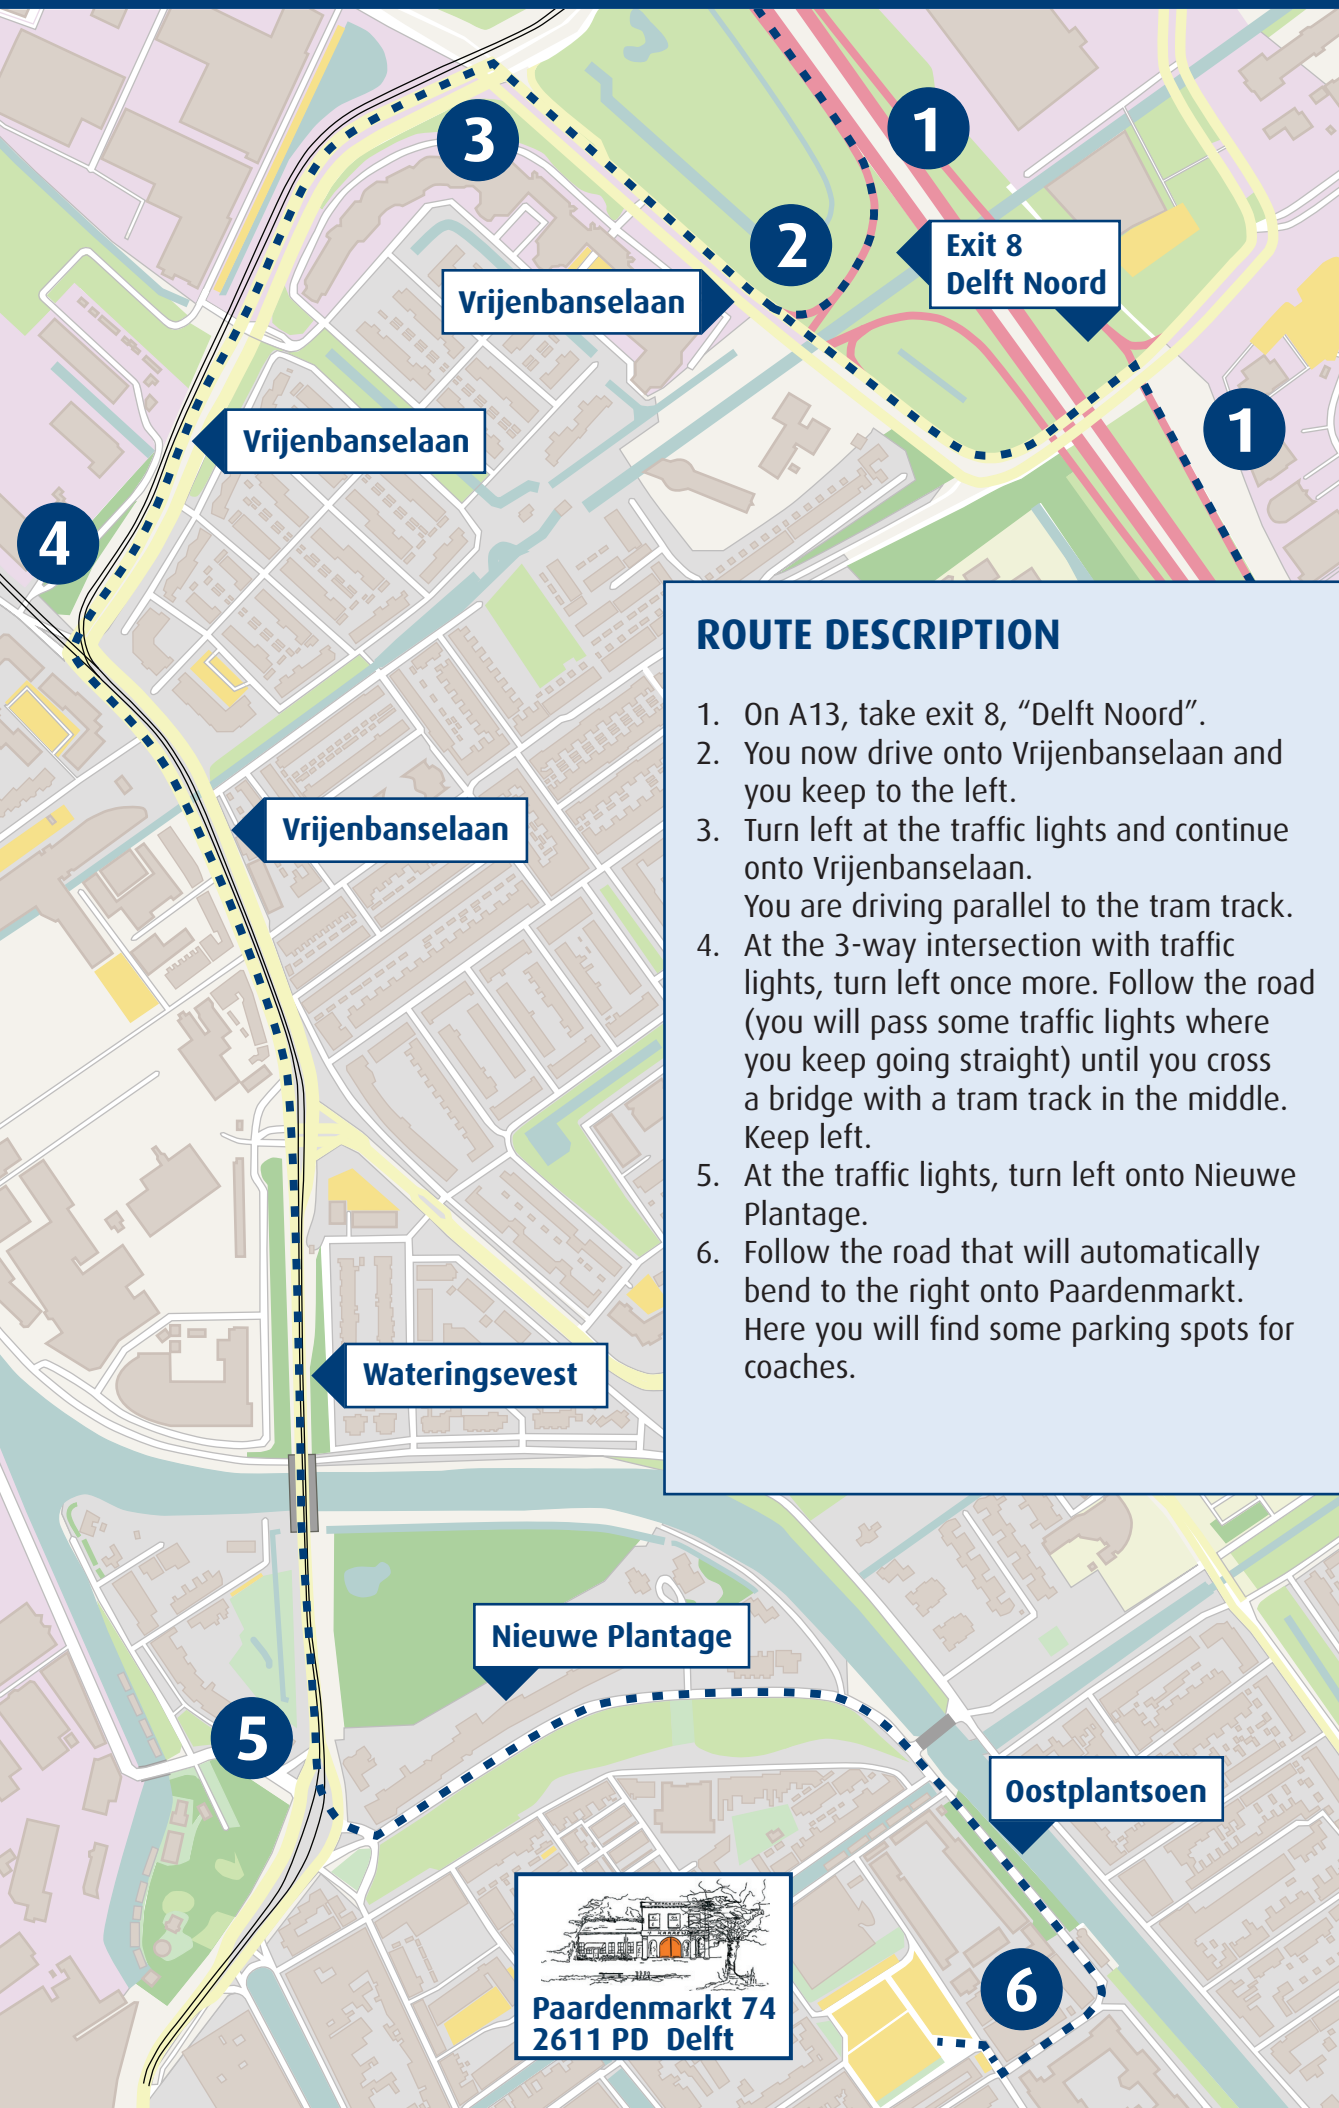 1
3
2
Exit 8
Delft Noord
Vrijenbanselaan
1
Vrijenbanselaan
4
ROUTE DESCRIPTION
1. On A13, take exit 8, “Delft Noord”.
2. You now drive onto Vrijenbanselaan and
you keep to the left.
3. Turn left at the traffic lights and continue
onto Vrijenbanselaan.
You are driving parallel to the tram track.
4. At the 3-way intersection with traffic
lights, turn left once more. Follow the road
(you will pass some traffic lights where
you keep going straight) until you cross
a bridge with a tram track in the middle.
Keep left.
5. At the traffic lights, turn left onto Nieuwe
Plantage.
6. Follow the road that will automatically
bend to the right onto Paardenmarkt.
Here you will find some parking spots for
coaches.
Vrijenbanselaan
Wateringsevest
Nieuwe Plantage
5
Oostplantsoen
6
Paardenmarkt 74
2611 PD Delft